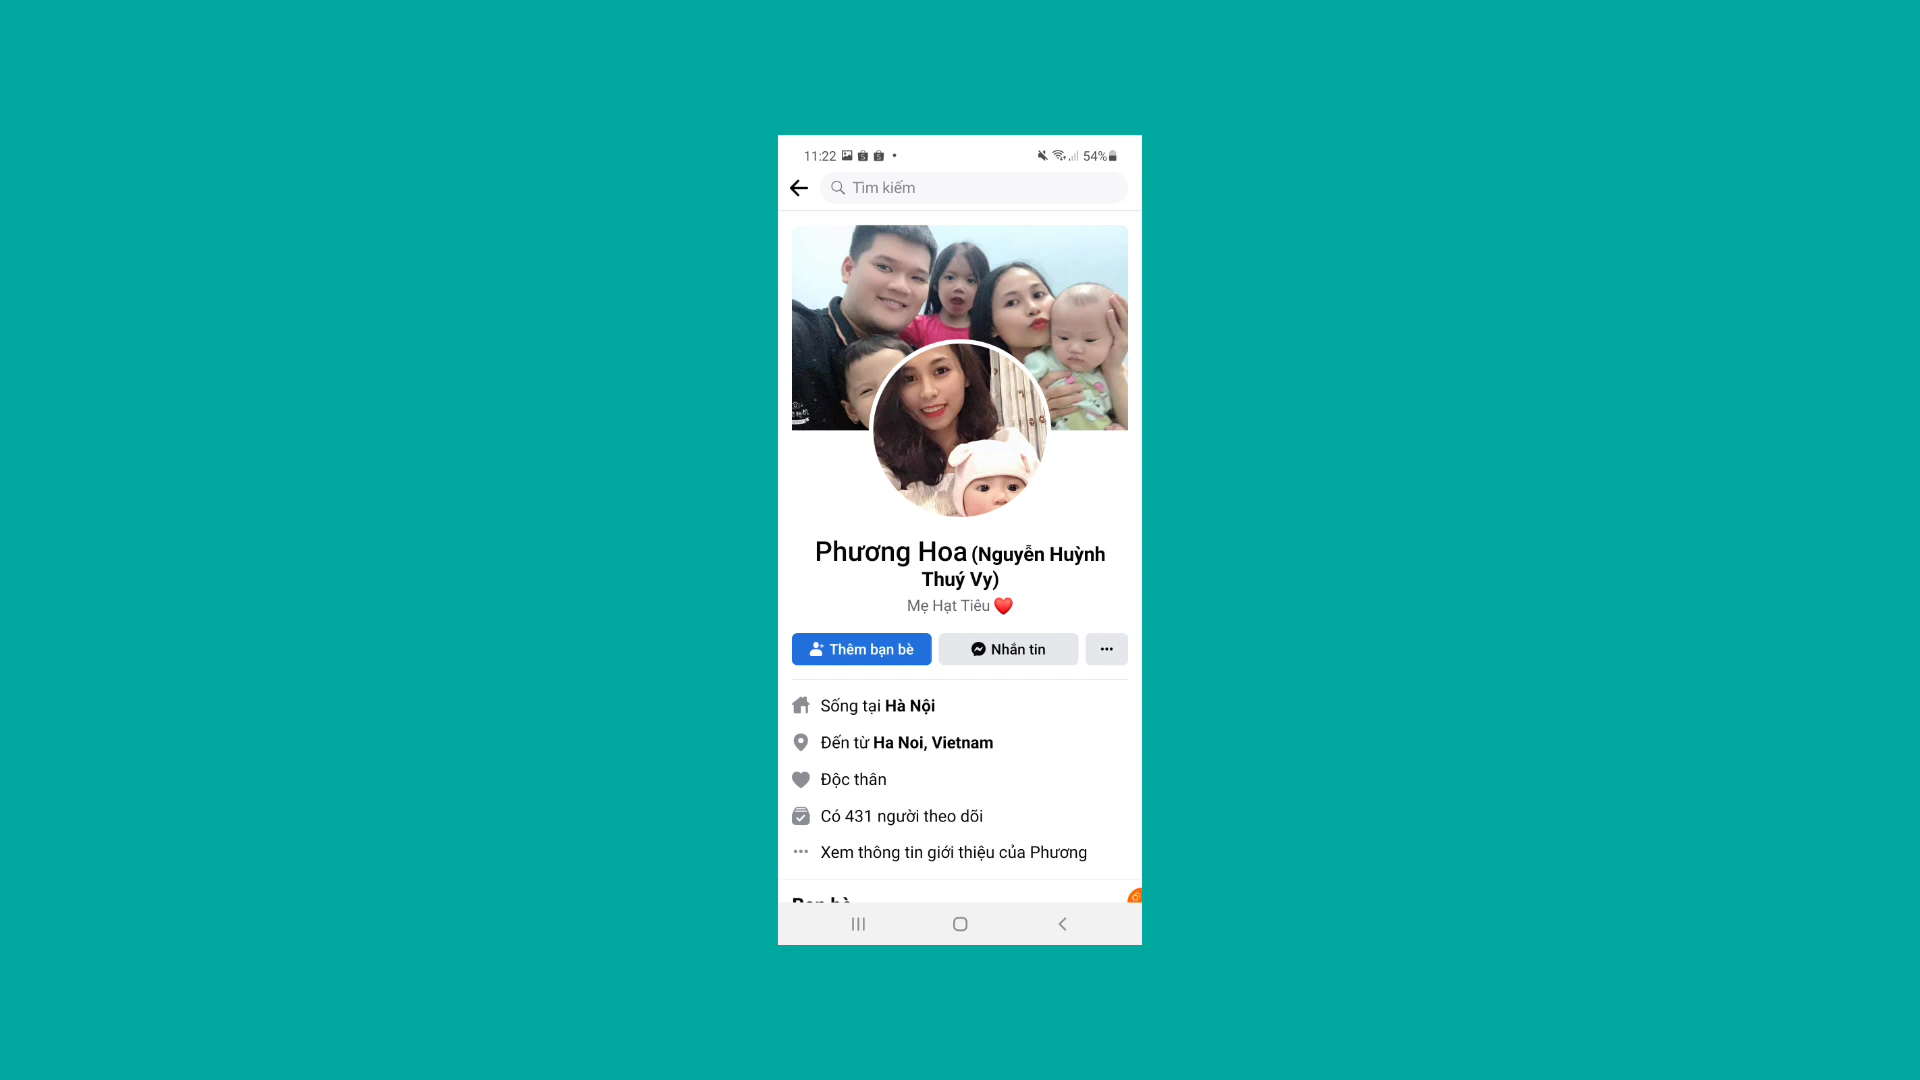 11:22
54%
Tìm kiếm
Phương Hoa (Nguyễn Huỳnh
Thuý Vy)
Mẹ Hạt Tiêu
Thêm bạn bè
Nhắn tin
Sống tại Hà Nội
Đến từ Ha Noi, Vietnam
Độc thân
Có 431 người theo dõi
Xem thông tin giới thiệu của Phương
Bạn bè